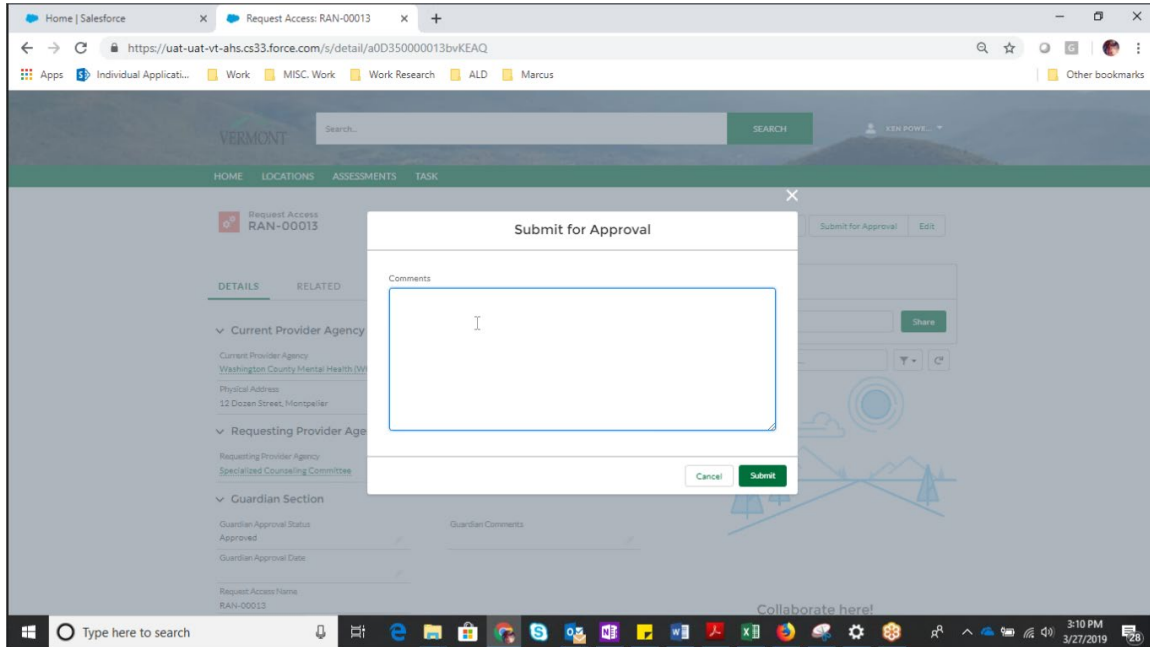 Home | Salesforce
Request Access: RAN-00013
https://uat-uat-vt-ahs.cs33.force.com/s/detail/a0D350000013bvKEAQ
Apps Individual Applicati... Work MISC. Work Work Research ALD Marcus Other bookmarks
VERMONT Search... SEARCH KEN POWE...
HOME LOCATIONS ASSESSMENTS TASK
Request Access
RAN-00013
Submit for Approval Edit
Submit for Approval
DETAILS RELATED
Comments
Share
Current Provider Agency
Current Provider Agency
Washington County Mental Health (W
Physical Address
12 Dozen Street, Montpelier
Requesting Provider Age
Requesting Provider Agency
Specialized Counseling Committee
Cancel Submit
Guardian Section
Guardian Approval Status Guardian Comments
Approved
Guardian Approval Date
Request Access Name
RAN-00013
Collaborate here!
Type here to search
3:10 PM
3/27/2019
28